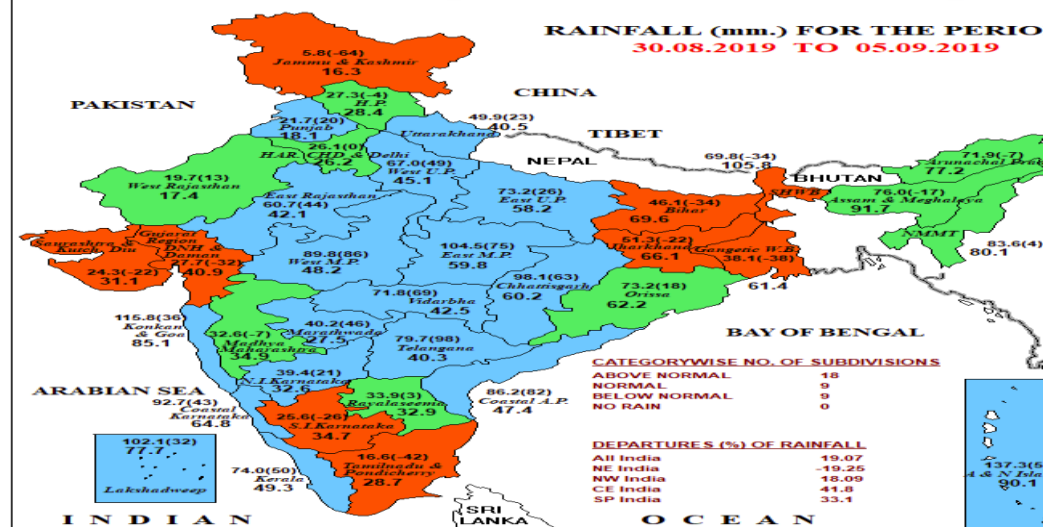 RAINFALL (mm.) FOR THE PERIO
30.08.2019 TO 05.09.2019
5.8(-64)
Jammu & Kashmir
16.3
PAKISTAN
CHINA
27.3(-4)
H.P.
28.4
21.7(20)
Punjab
18.1
49.9(23)
Uttarakhand
40.5
TIBET
26.1(0)
HAR. CHD & Delhi
26.2
NEPAL
67.0(49)
West U.P.
45.1
69.8(-34)
105.8
BHUTAN
SHWB
71.9(-7)
Arunachal Prad
77.2
19.7(13)
West Rajasthan
17.4
East Rajasthan
60.7(44)
42.1
73.2(26)
East U.P.
58.2
46.1(-34)
Bihar
69.6
76.0(-17)
Assam & Meghalaya
91.7
NMMT
83.6(4)
80.1
Saurashtra &
Kutch, Diu
24.3(-22)
31.1
Gujarat
Region
DNH &
Daman
27.7(-32)
40.9
89.8(86)
West M.P.
48.2
104.5(75)
East M.P.
59.8
51.3(-22)
Jharkhand
66.1
Gangetic W.B.
38.1(-38)
61.4
98.1(63)
Chhattisgarh
60.2
73.2(18)
Orissa
62.2
71.8(69)
Vidarbha
42.5
115.8(36)
Konkan
& Goa
85.1
32.6(-7)
Madhya
Maharashtra
34.9
40.2(46)
Marathwada
27.5
79.7(98)
Telangana
40.3
BAY OF BENGAL
39.4(21)
N.I.Karnataka
32.6
ARABIAN SEA
92.7(43)
Coastal
Karnataka
64.8
33.9(3)
Rayalaseema
32.9
86.2(82)
Coastal A.P.
47.4
25.6(-26)
S.I.Karnataka
34.7
102.1(32)
77.7
Lakshadweep
16.6(-42)
Tamilnadu &
Pondicherry
28.7
74.0(50)
Kerala
49.3
CATEGORYWISE NO. OF SUBDIVISIONS
ABOVE NORMAL 18
NORMAL 9
BELOW NORMAL 9
NO RAIN 0
DEPARTURES (%) OF RAINFALL
All India 19.07
NE India -19.25
NW India 18.09
CE India 41.8
SP India 33.1
137.3(5
A & N Isla
90.1
SRI
LANKA
INDIAN OCEAN